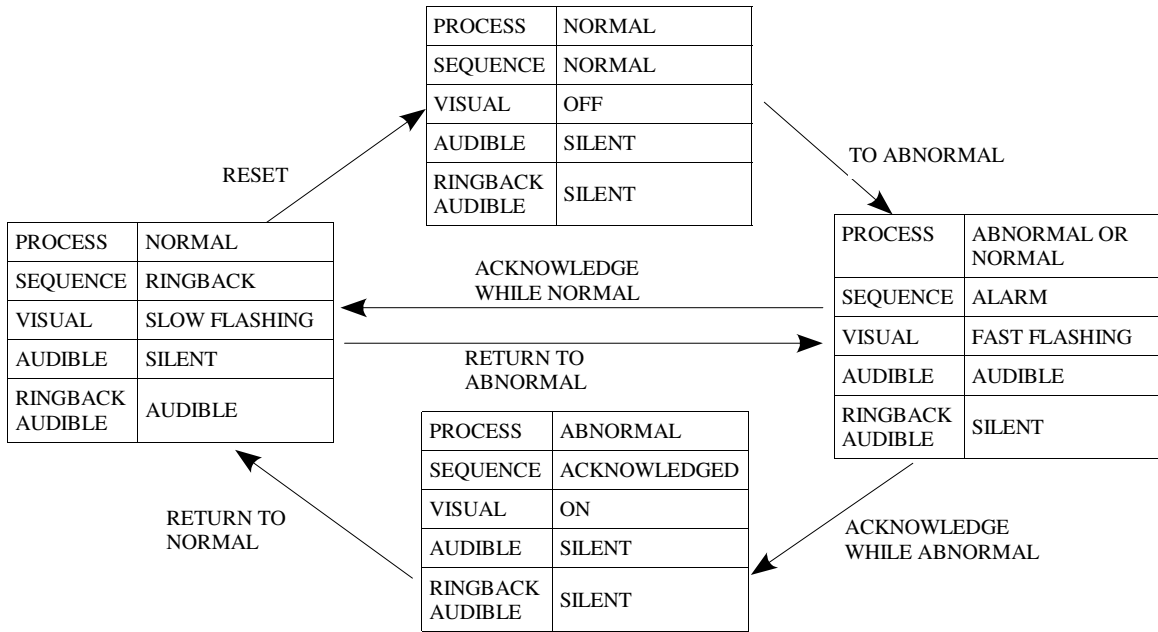 PROCESS NORMAL
SEQUENCE NORMAL
VISUAL OFF
AUDIBLE SILENT
RINGBACK
AUDIBLE SILENT
RESET
TO ABNORMAL
PROCESS NORMAL
SEQUENCE RINGBACK
VISUAL SLOW FLASHING
AUDIBLE SILENT
RINGBACK
AUDIBLE AUDIBLE
ACKNOWLEDGE
WHILE NORMAL
RETURN TO
ABNORMAL
PROCESS ABNORMAL OR
NORMAL
SEQUENCE ALARM
VISUAL FAST FLASHING
AUDIBLE AUDIBLE
RINGBACK
AUDIBLE SILENT
RETURN TO
NORMAL
PROCESS ABNORMAL
SEQUENCE ACKNOWLEDGED
VISUAL ON
AUDIBLE SILENT
RINGBACK
AUDIBLE SILENT
ACKNOWLEDGE
WHILE ABNORMAL